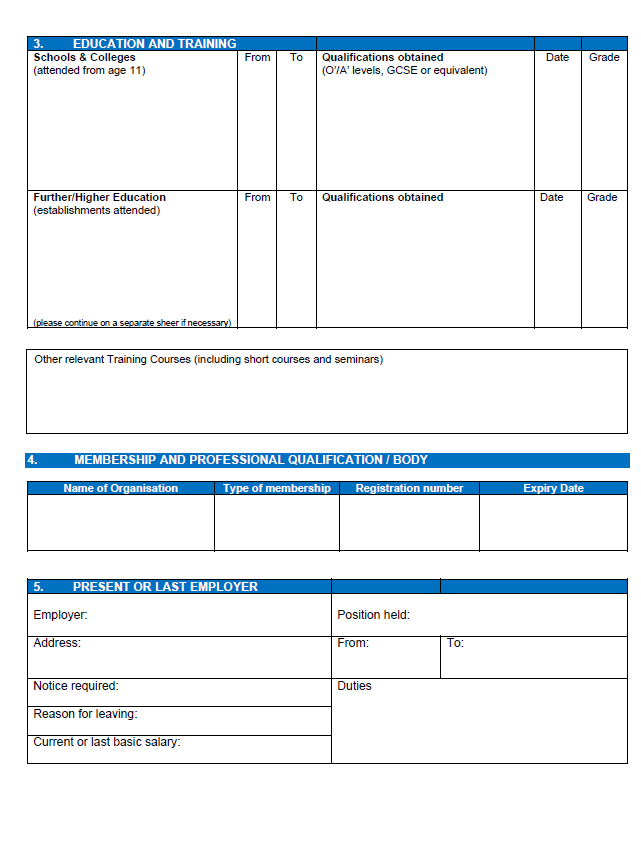 3. EDUCATION AND TRAINING
Schools & Colleges From To Qualifications obtained Date Grade
(attended from age 11) (O'/A' levels, GCSE or equivalent)
Further/Higher Education From To Qualifications obtained Date Grade
(establishments attended)
(please continue on a separate sheer if necessary)
Other relevant Training Courses (including short courses and seminars)
4. MEMBERSHIP AND PROFESSIONAL QUALIFICATION / BODY
Name of Organisation Type of membership Registration number Expiry Date
5. PRESENT OR LAST EMPLOYER
Employer: Position held:
Address: From: To:
Notice required: Duties
Reason for leaving:
Current or last basic salary: